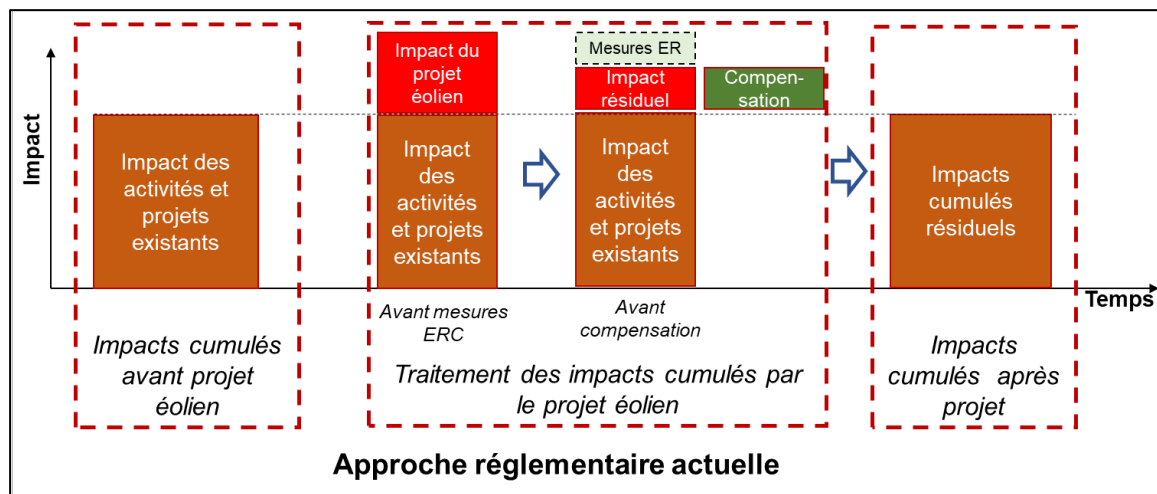 Impact
Impact des
activités et
projets
existants
Impacts cumulés
avant projet
éolien
Impact du
projet
éolien
Impact
des
activités
et projets
existants
Avant mesures
ERC
Mesures ER
Impact
résiduel
Impact
des
activités
et projets
existants
Avant
compensation
Compen-
sation
Traitement des impacts cumulés par
le projet éolien
Impacts
cumulés
résiduels
Temps
Impacts
cumulés après
projet
Approche réglementaire actuelle